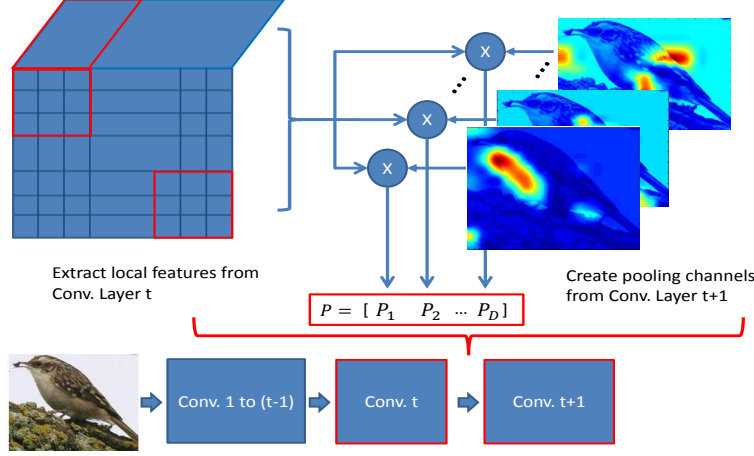 X
X
X
Extract local features from
Conv. Layer t
Create pooling channels
from Conv. Layer t+1
P = [ P1 P2 ... PD ]
Conv. 1 to (t-1)
Conv. t
Conv. t+1